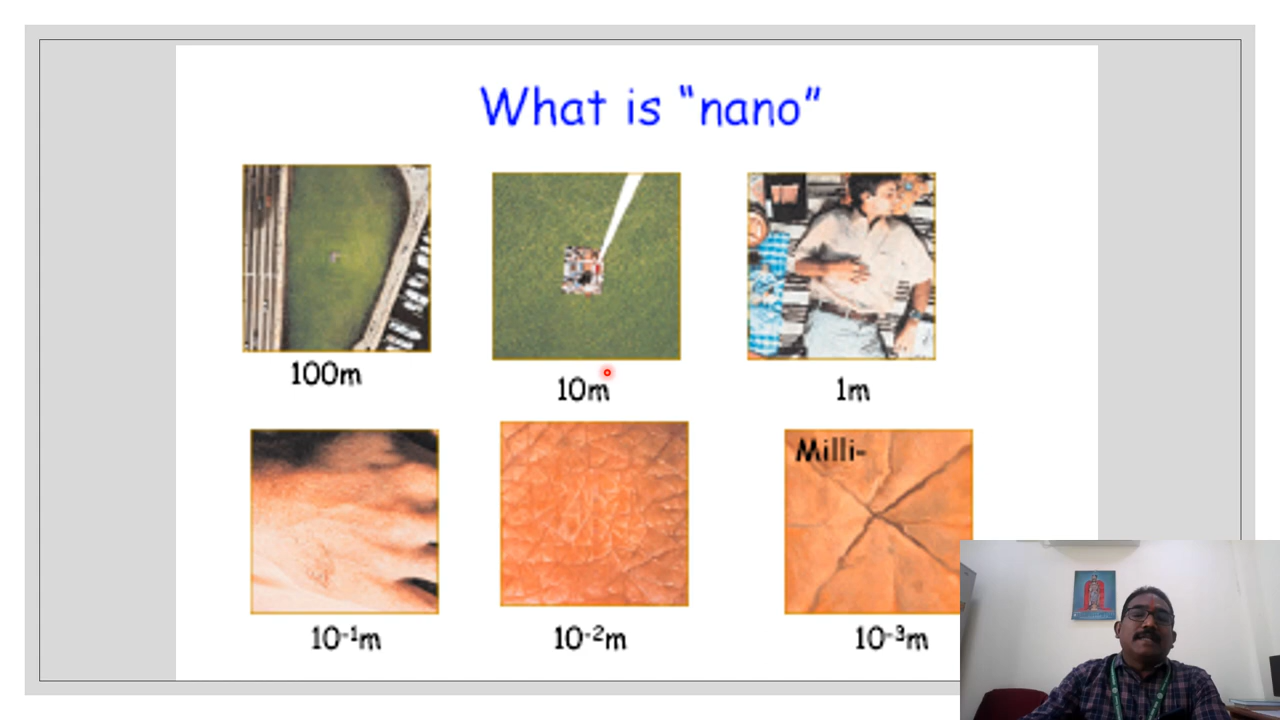 What is “nano”
100m
10m
1m
Milli-
10⁻¹m
10⁻²m
10⁻³m